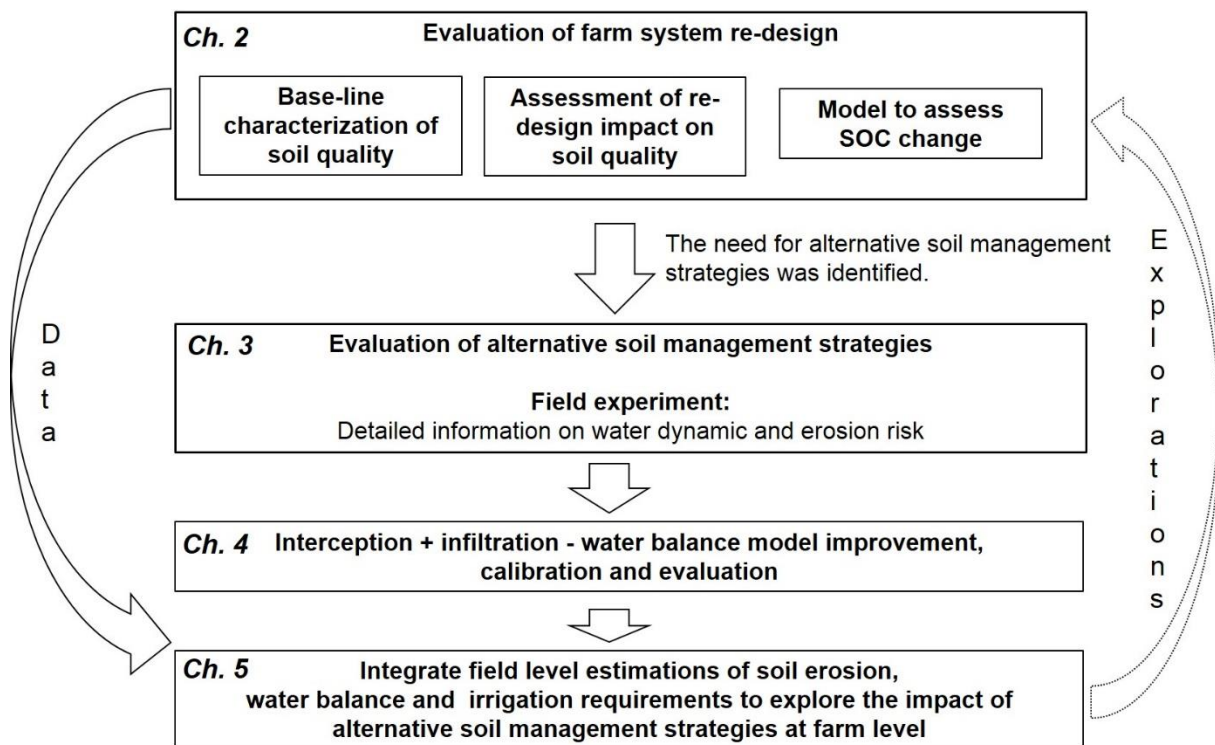 Ch. 2
Evaluation of farm system re-design
Base-line
characterization of
soil quality
Assessment of re-
design impact on
soil quality
Model to assess
SOC change
The need for alternative soil management
strategies was identified.
Data
Explorations
Ch. 3
Evaluation of alternative soil management strategies
Field experiment:
Detailed information on water dynamic and erosion risk
Ch. 4
Interception + infiltration - water balance model improvement,
calibration and evaluation
Ch. 5
Integrate field level estimations of soil erosion,
water balance and irrigation requirements to explore the impact of
alternative soil management strategies at farm level